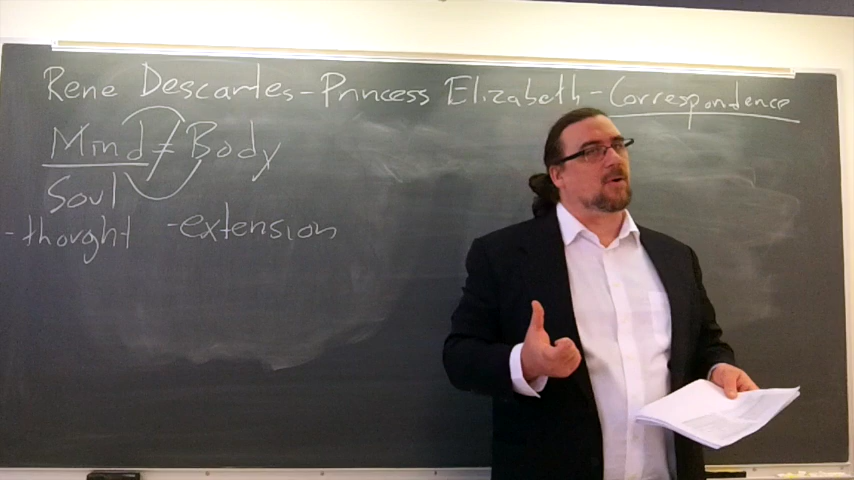 Rene Descartes-Princess Elizabeth-Correspondence
Mind ≠ Body
Soul
-thought -extension